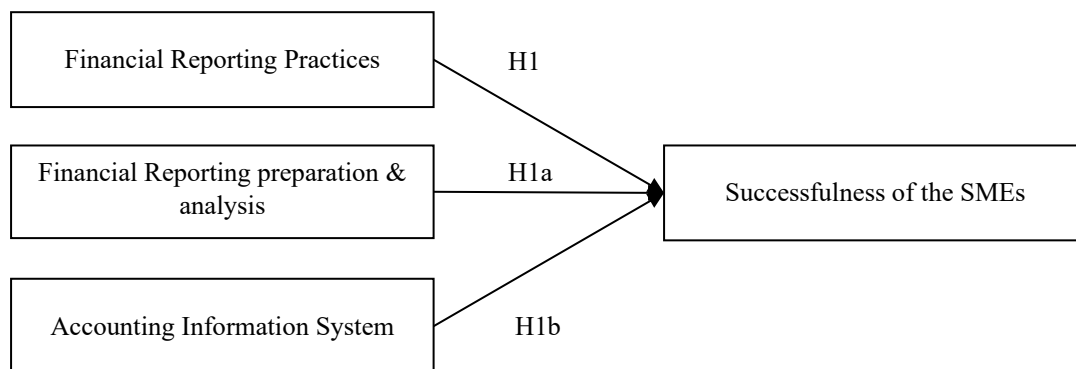 Financial Reporting Practices
H1
Financial Reporting preparation &
analysis
H1a
Successfulness of the SMEs
Accounting Information System
H1b